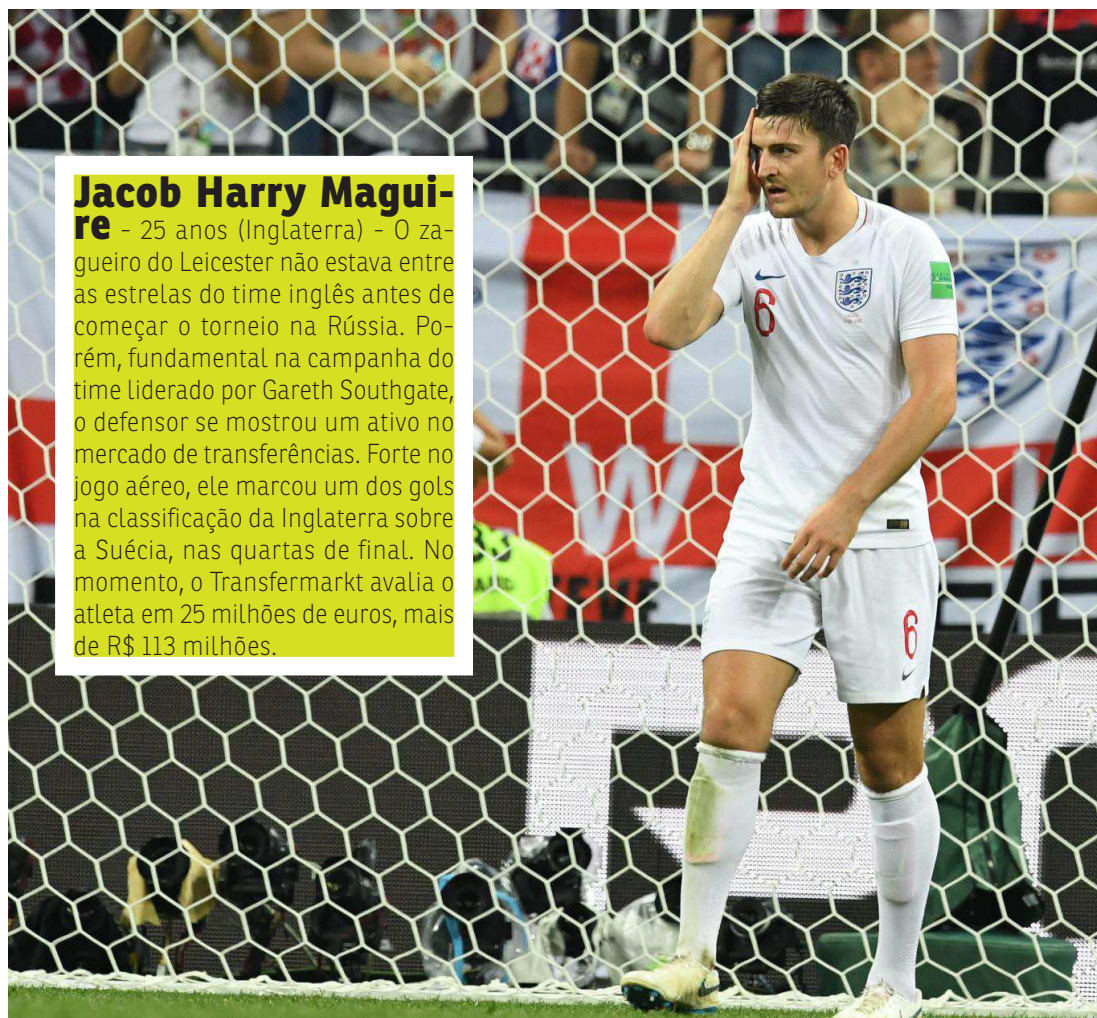 Jacob Harry Magui-
re - 25 anos (Inglaterra) - O za-
gueiro do Leicester não estava entre
as estrelas do time inglês antes de
começar o torneio na Rússia. Po-
rém, fundamental na campanha do
time liderado por Gareth Southgate,
o defensor se mostrou um ativo no
mercado de transferências. Forte no
jogo aéreo, ele marcou um dos gols
na classificação da Inglaterra sobre
a Suécia, nas quartas de final. No
momento, o Transfermarkt avalia o
atleta em 25 milhões de euros, mais
de R$ 113 milhões.
6
W
6